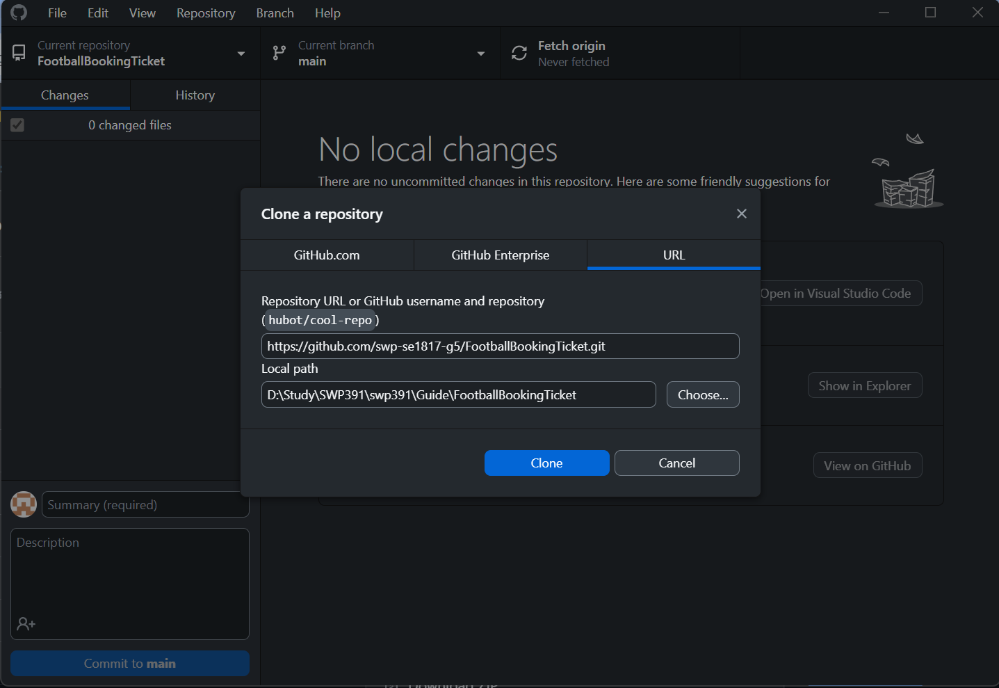 File Edit View Repository Branch Help
Current repository
FootballBookingTicket
Current branch
main
Fetch origin
Never fetched
Changes
History
0 changed files
No local changes
There are no uncommitted changes in this repository. Here are some friendly suggestions for
Clone a repository
GitHub.com
GitHub Enterprise
URL
Repository URL or GitHub username and repository
(hubot/cool-repo)
https://github.com/swp-se1817-g5/FootballBookingTicket.git
Local path
D:\Study\SWP391\swp391\Guide\FootballBookingTicket
Choose...
Clone
Cancel
Open in Visual Studio Code
Show in Explorer
View on GitHub
Summary (required)
Description
Commit to main
Download ZIP